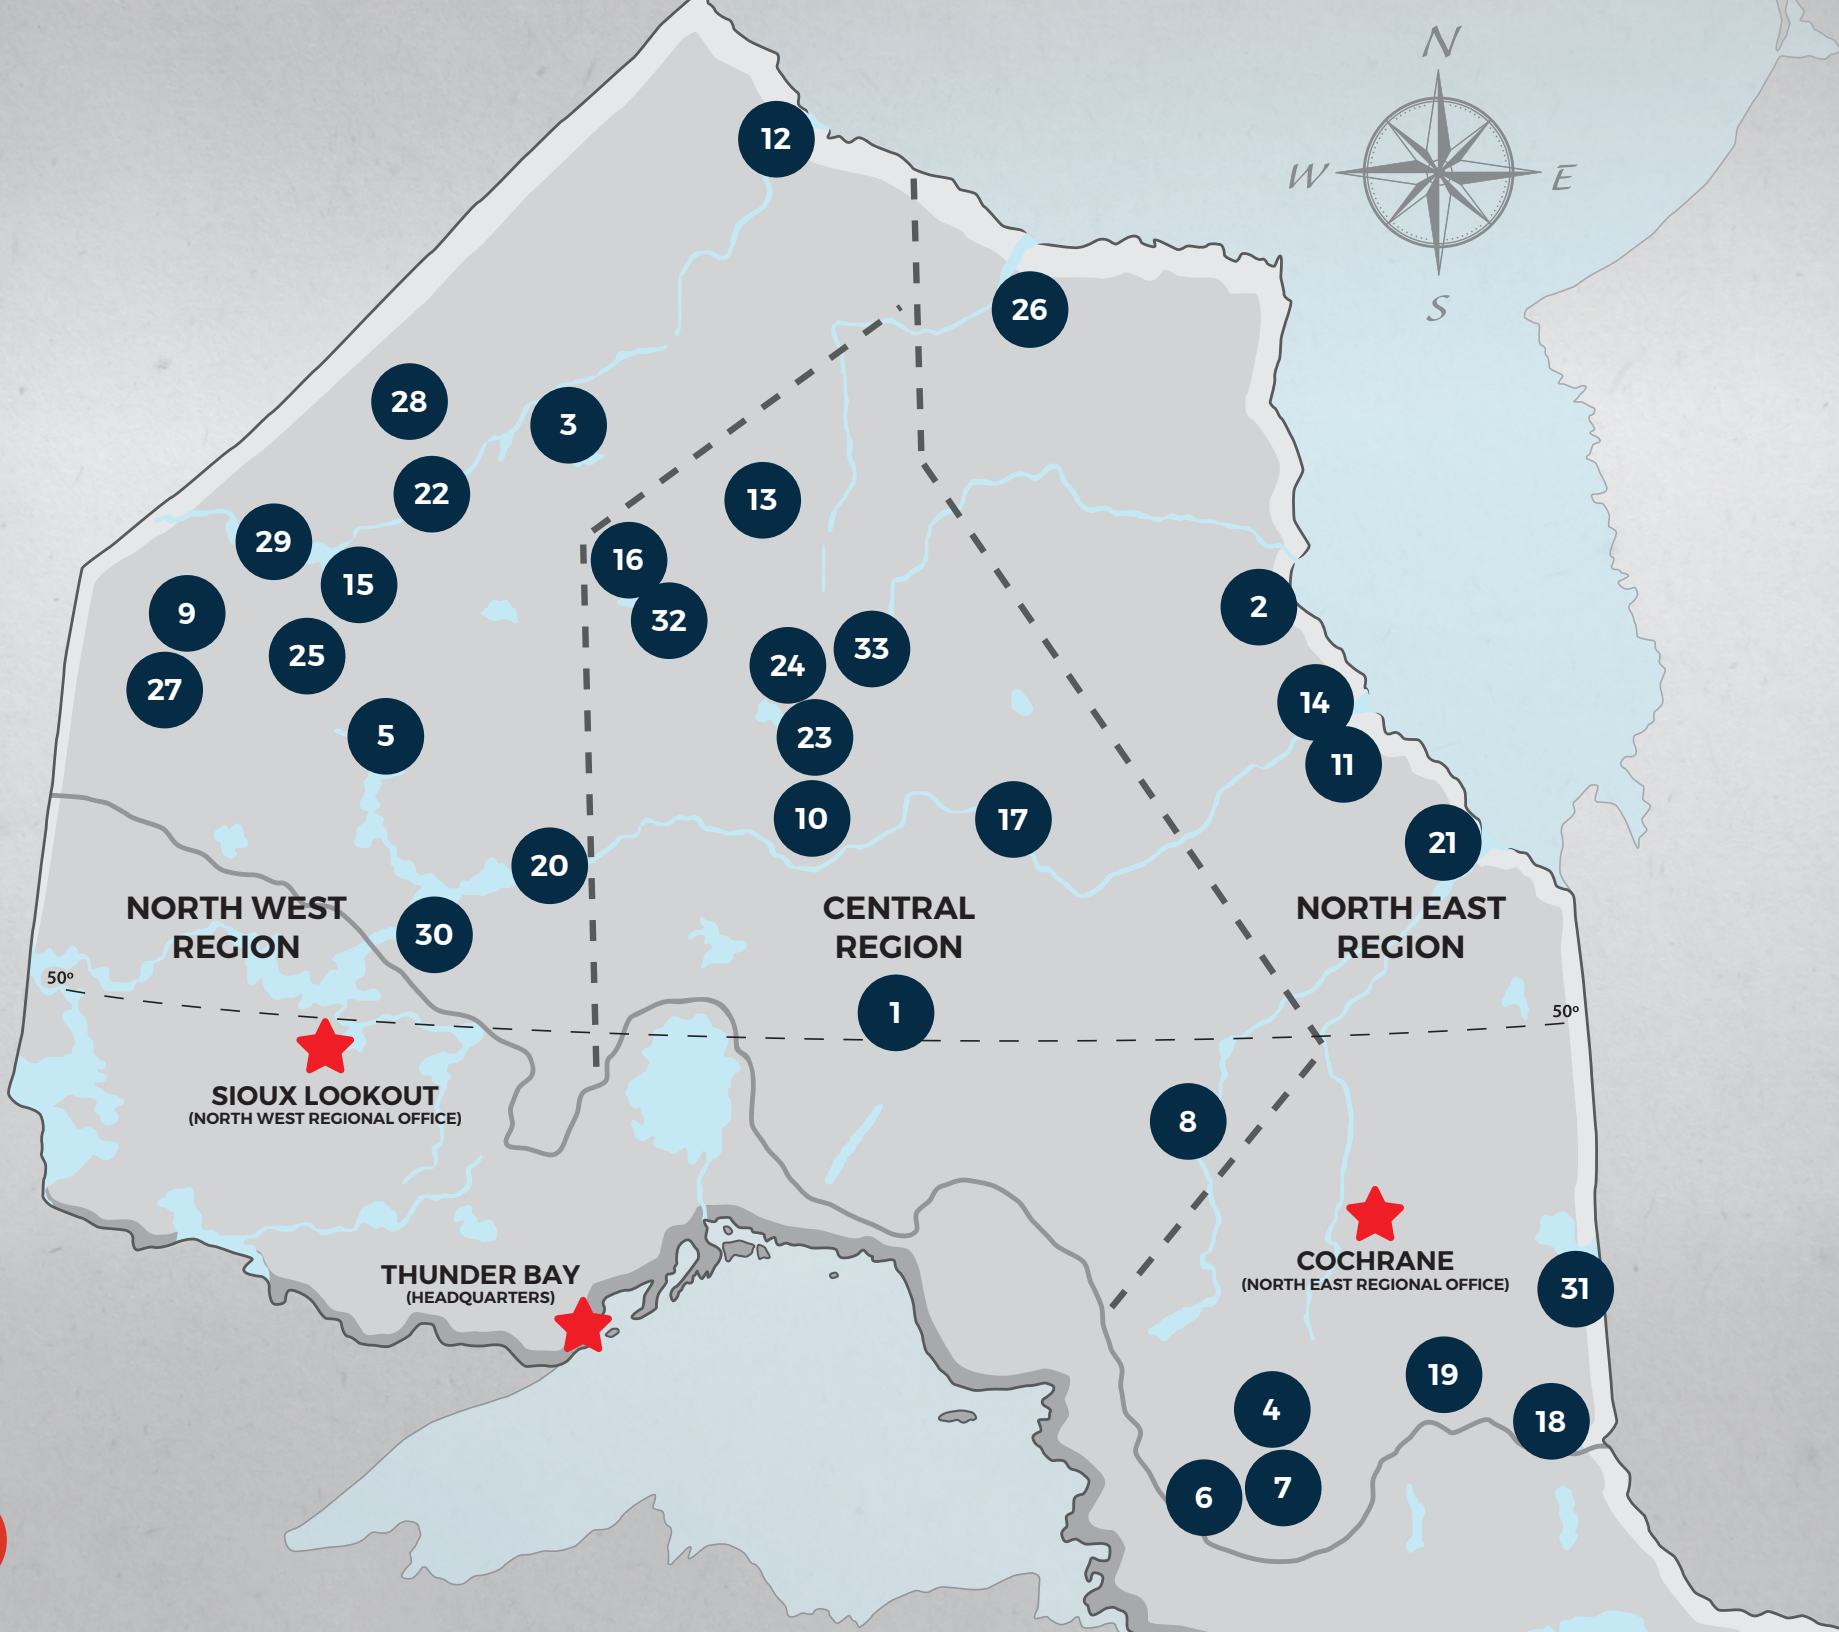 N
W
E
S
12
26
28
3
22
13
29
16
15
9
2
32
25
33
24
27
14
5
23
11
10
17
21
20
NORTH WEST
REGION
CENTRAL
REGION
NORTH EAST
REGION
30
50º
1
50º
SIOUX LOOKOUT
(NORTH WEST REGIONAL OFFICE)
8
COCHRANE
(NORTH EAST REGIONAL OFFICE)
THUNDER BAY
(HEADQUARTERS)
31
19
4
18
7
6